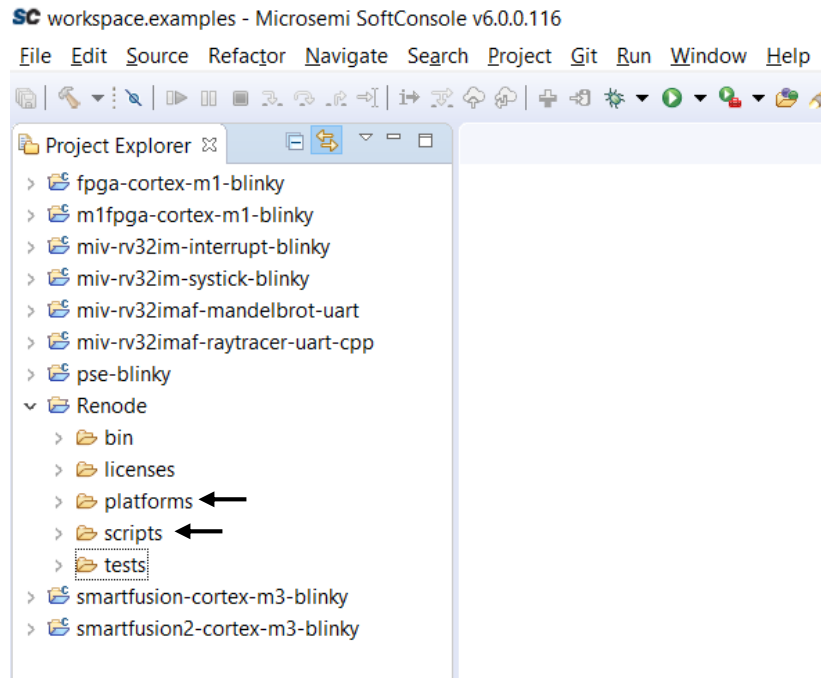 SC workspace.examples - Microsemi SoftConsole v6.0.0.116
File Edit Source Refactor Navigate Search Project Git Run Window Help
Project Explorer
fpga-cortex-m1-blinky
m1fpga-cortex-m1-blinky
miv-rv32im-interrupt-blinky
miv-rv32im-systick-blinky
miv-rv32imaf-mandelbrot-uart
miv-rv32imaf-raytracer-uart-cpp
pse-blinky
Renode
bin
licenses
platforms
scripts
tests
smartfusion-cortex-m3-blinky
smartfusion2-cortex-m3-blinky